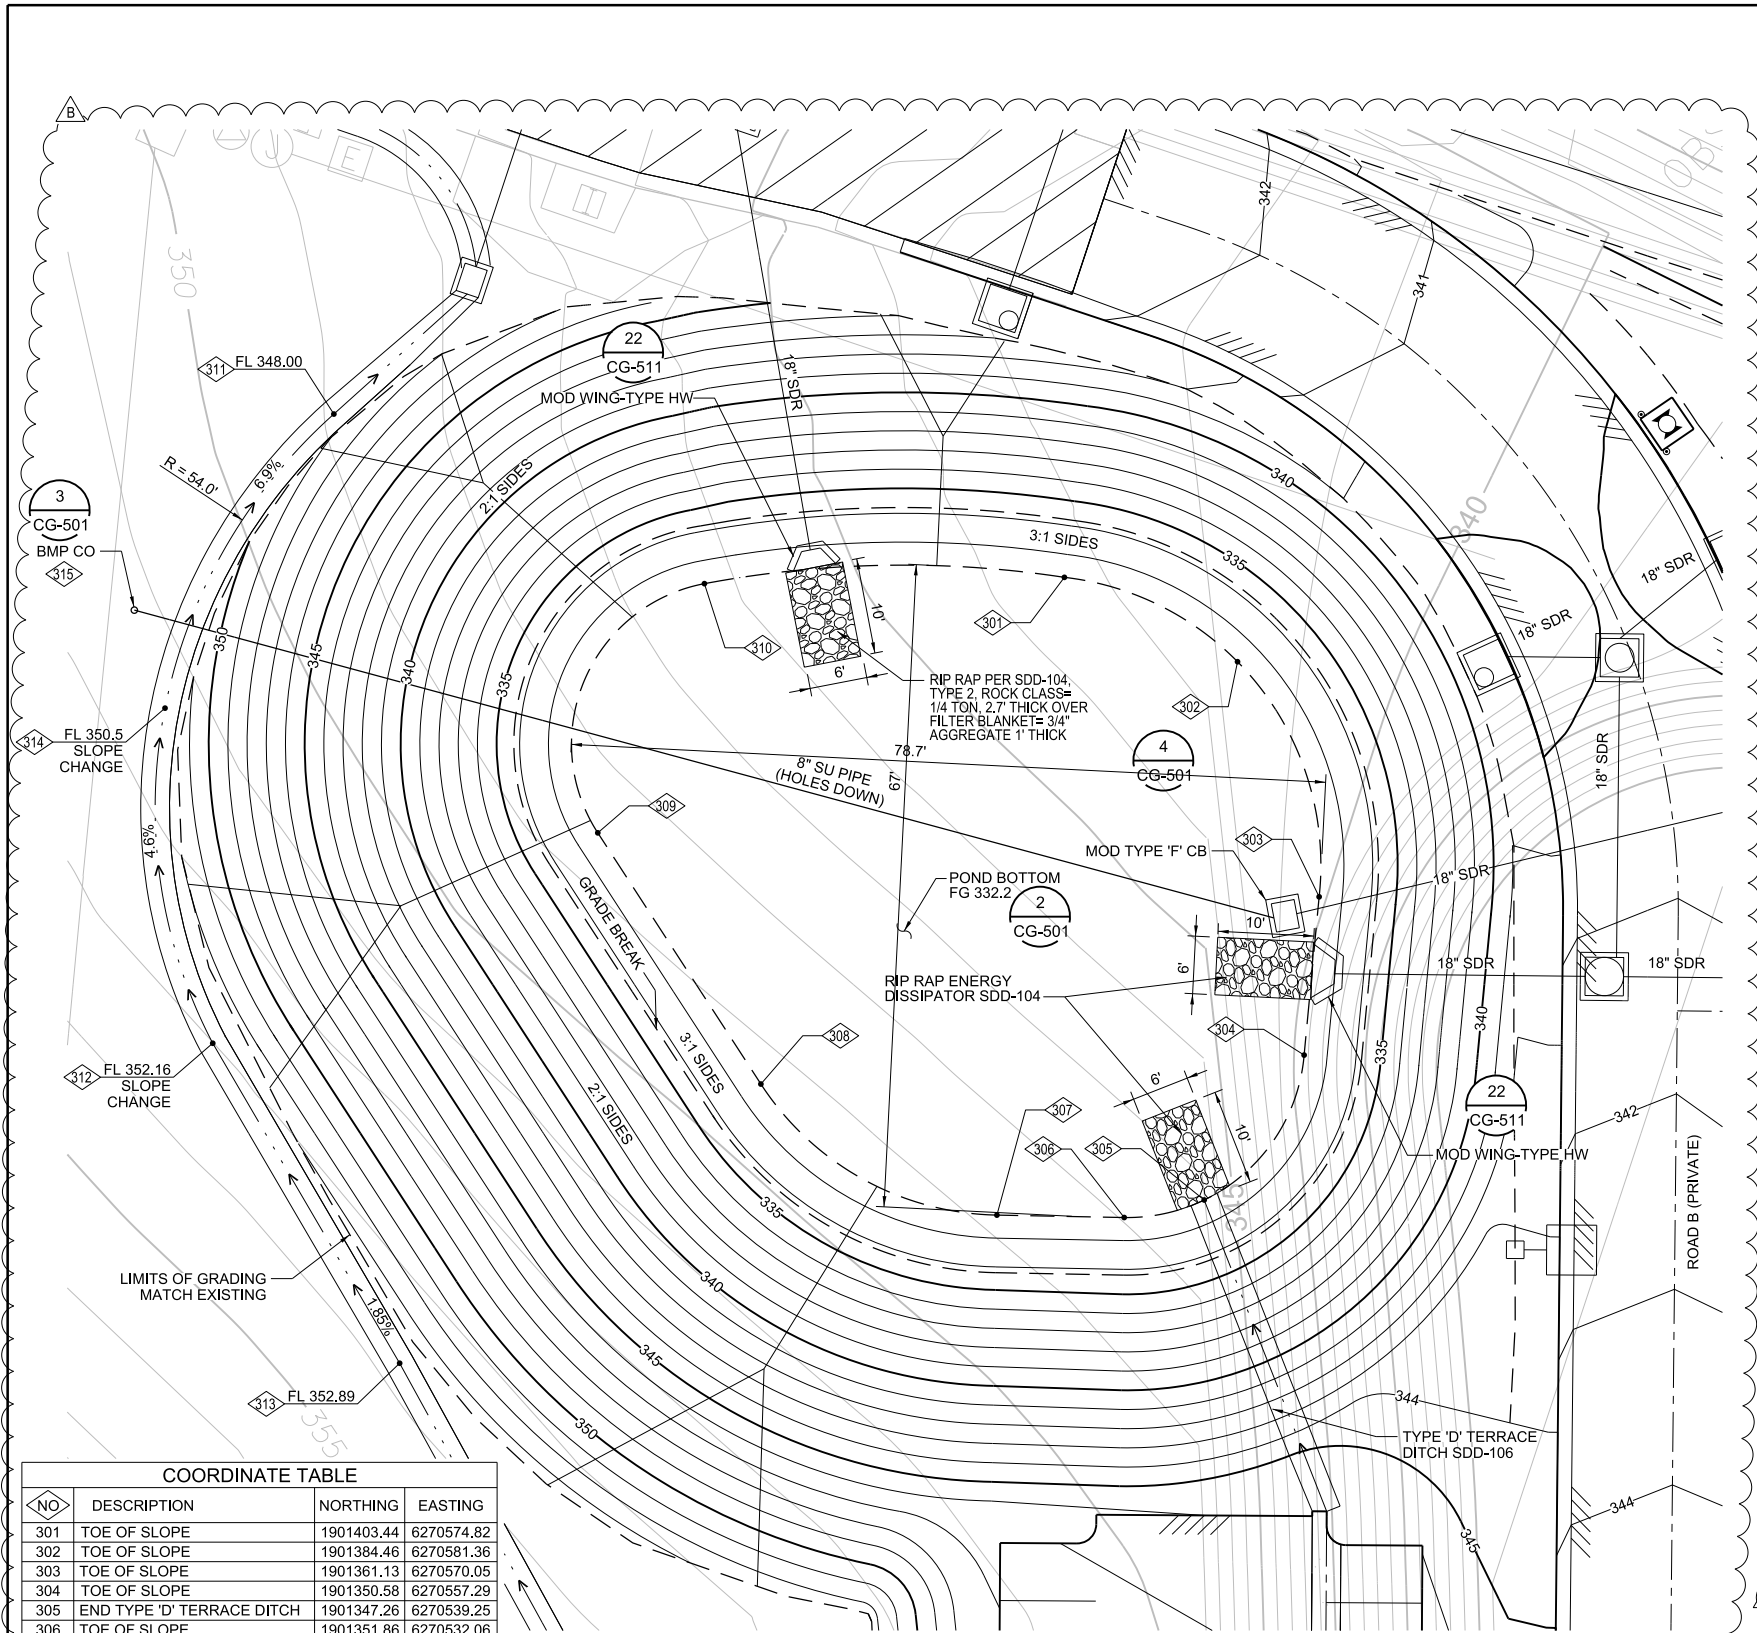 B
350
E
OB
342
341
22
CG-511
MOD WING-TYPE HW
18" SDR
311 FL 348.00
6.9%
R = 54.0'
2:1 SIDES
3
CG-501
BMP CO
315
340
340
335
3:1 SIDES
18" SDR
18" SDR
350
345
340
335
310
10'
6'
301
302
RIP RAP PER SDD-104,
TYPE 2, ROCK CLASS=
1/4 TON, 2.7' THICK OVER
FILTER BLANKET= 3/4"
AGGREGATE 1' THICK
314 FL 350.5
SLOPE
CHANGE
78.7'
67'
8" SU PIPE
(HOLES DOWN)
4
CG-501
18" SDR
4.6%
309
303
MOD TYPE 'F' CB
GRADE BREAK
POND BOTTOM
FG 332.2
2
CG-501
10'
18" SDR
6'
18" SDR
18" SDR
RIP RAP ENERGY
DISSIPATOR SDD-104
308
304
340
335
3:1 SIDES
2:1 SIDES
312 FL 352.16
SLOPE
CHANGE
6'
10'
307
306
305
22
CG-511
342
MOD WING-TYPE HW
ROAD B (PRIVATE)
335
345
LIMITS OF GRADING
MATCH EXISTING
340
1.85%
345
313 FL 352.89
355
350
344
TYPE 'D' TERRACE
DITCH SDD-106
344
345
COORDINATE TABLE
NO DESCRIPTION NORTHING EASTING
301 TOE OF SLOPE 1901403.44 6270574.82
302 TOE OF SLOPE 1901384.46 6270581.36
303 TOE OF SLOPE 1901361.13 6270570.05
304 TOE OF SLOPE 1901350.58 6270557.29
305 END TYPE 'D' TERRACE DITCH 1901347.26 6270539.25
306 TOE OF SLOPE 1901351.86 6270532.06